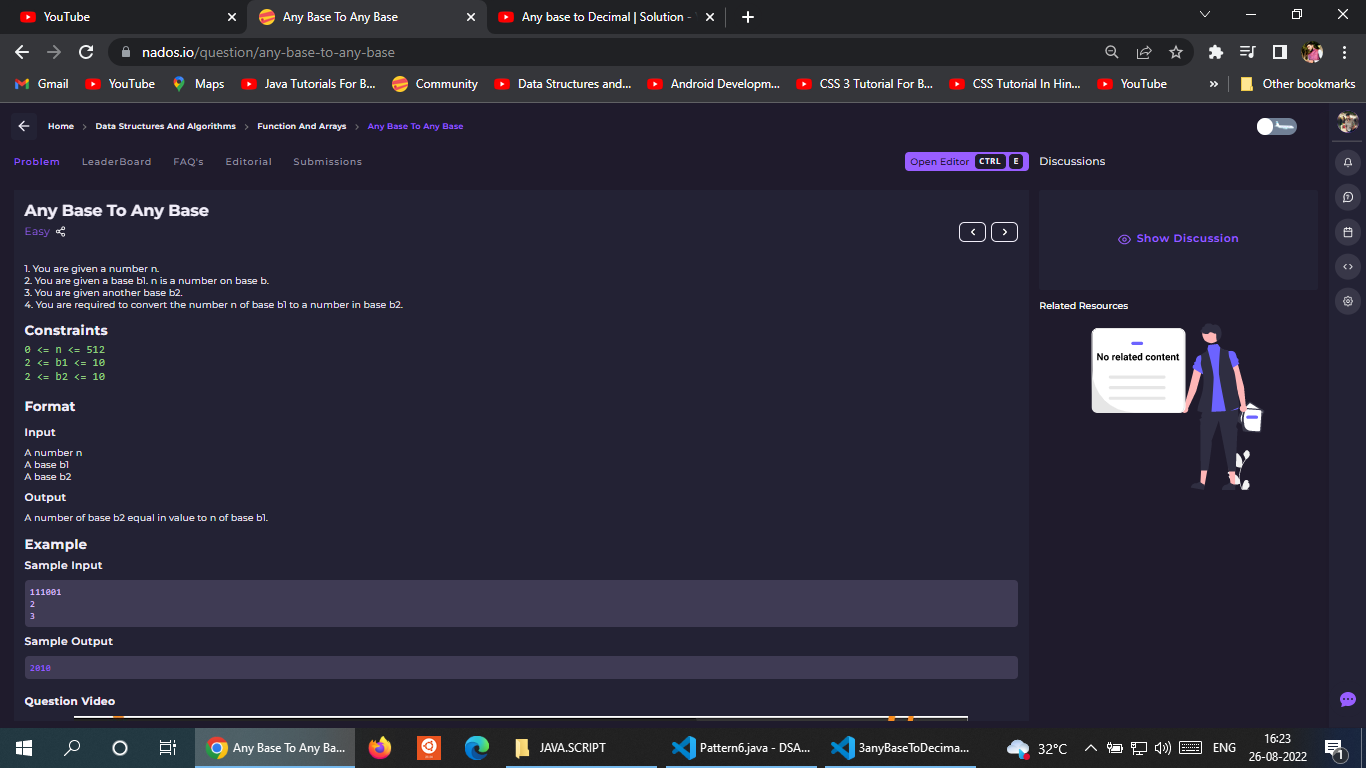 YouTube
Any Base To Any Base
Any base to Decimal | Solution -
nados.io/question/any-base-to-any-base
Gmail
YouTube
Maps
Java Tutorials For B...
Community
Data Structures and...
Android Developm...
CSS 3 Tutorial For B...
CSS Tutorial In Hin...
YouTube
»
Other bookmarks
Home > Data Structures And Algorithms > Function And Arrays > Any Base To Any Base
Problem
LeaderBoard
FAQ's
Editorial
Submissions
Open Editor CTRL E
Discussions
Any Base To Any Base
Easy
Show Discussion
1. You are given a number n.
2. You are given a base b1. n is a number on base b.
3. You are given another base b2.
4. You are required to convert the number n of base b1 to a number in base b2.
Related Resources
No related content
Constraints
0 <= n <= 512
2 <= b1 <= 10
2 <= b2 <= 10
Format
Input
A number n
A base b1
A base b2
Output
A number of base b2 equal in value to n of base b1.
Example
Sample Input
111001
2
3
Sample Output
2010
Question Video
Any Base To Any Ba...
JAVA.SCRIPT
Pattern6.java - DSA...
3anyBaseToDecima...
32°C
ENG
16:23
26-08-2022
1